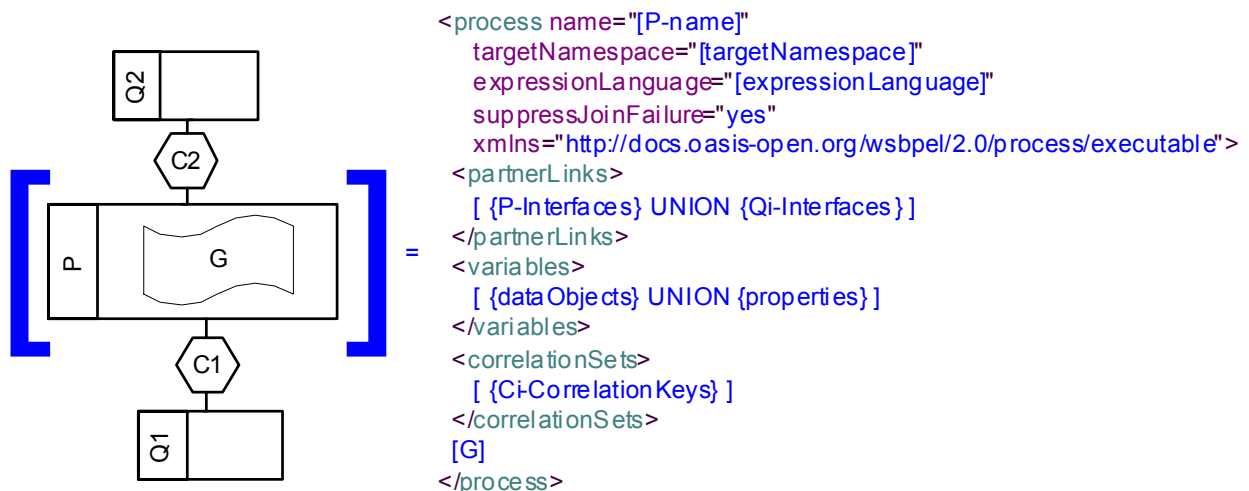 Q2
C2
P
G
C1
Q1
=
<process name="[P-name]"
targetNamespace="[targetNamespace]"
expressionLanguage="[expressionLanguage]"
suppressJoinFailure="yes"
xmlns="http://docs.oasis-open.org/wsbpel/2.0/process/executable">
<partnerLinks>
[ {P-Interfaces} UNION {Qi-Interfaces} ]
</partnerLinks>
<variables>
[ {dataObjects} UNION {properties} ]
</variables>
<correlationSets>
[ {Ci-CorrelationKeys} ]
</correlationSets>
[G]
</process>